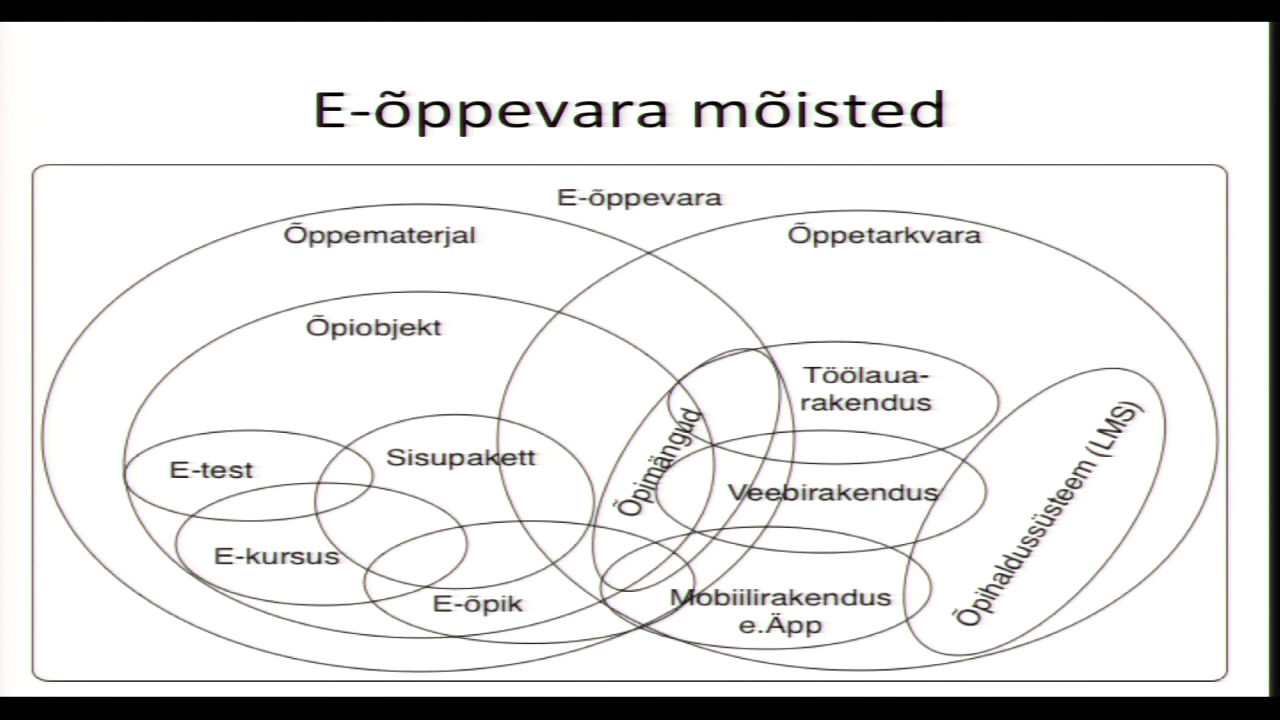 E-õppevara mõisted
E-õppevara
Õppematerjal
Õppetarkvara
Õpiobjekt
Töölaua-
rakendus
Õpimängud
Sisupakett
E-test
Veebirakendus
Õpihaldussüsteem (LMS)
E-kursus
E-õpik
Mobiilirakendus
e.Äpp